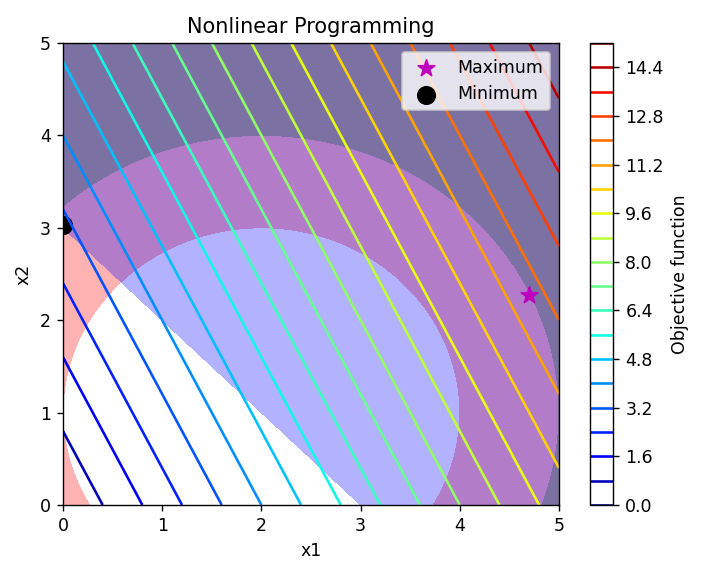 Nonlinear Programming
Maximum
Minimum
5
4
3
2
1
0
x2
0 1 2 3 4 5
x1
14.4
12.8
11.2
9.6
8.0
6.4
4.8
3.2
1.6
0.0
Objective function